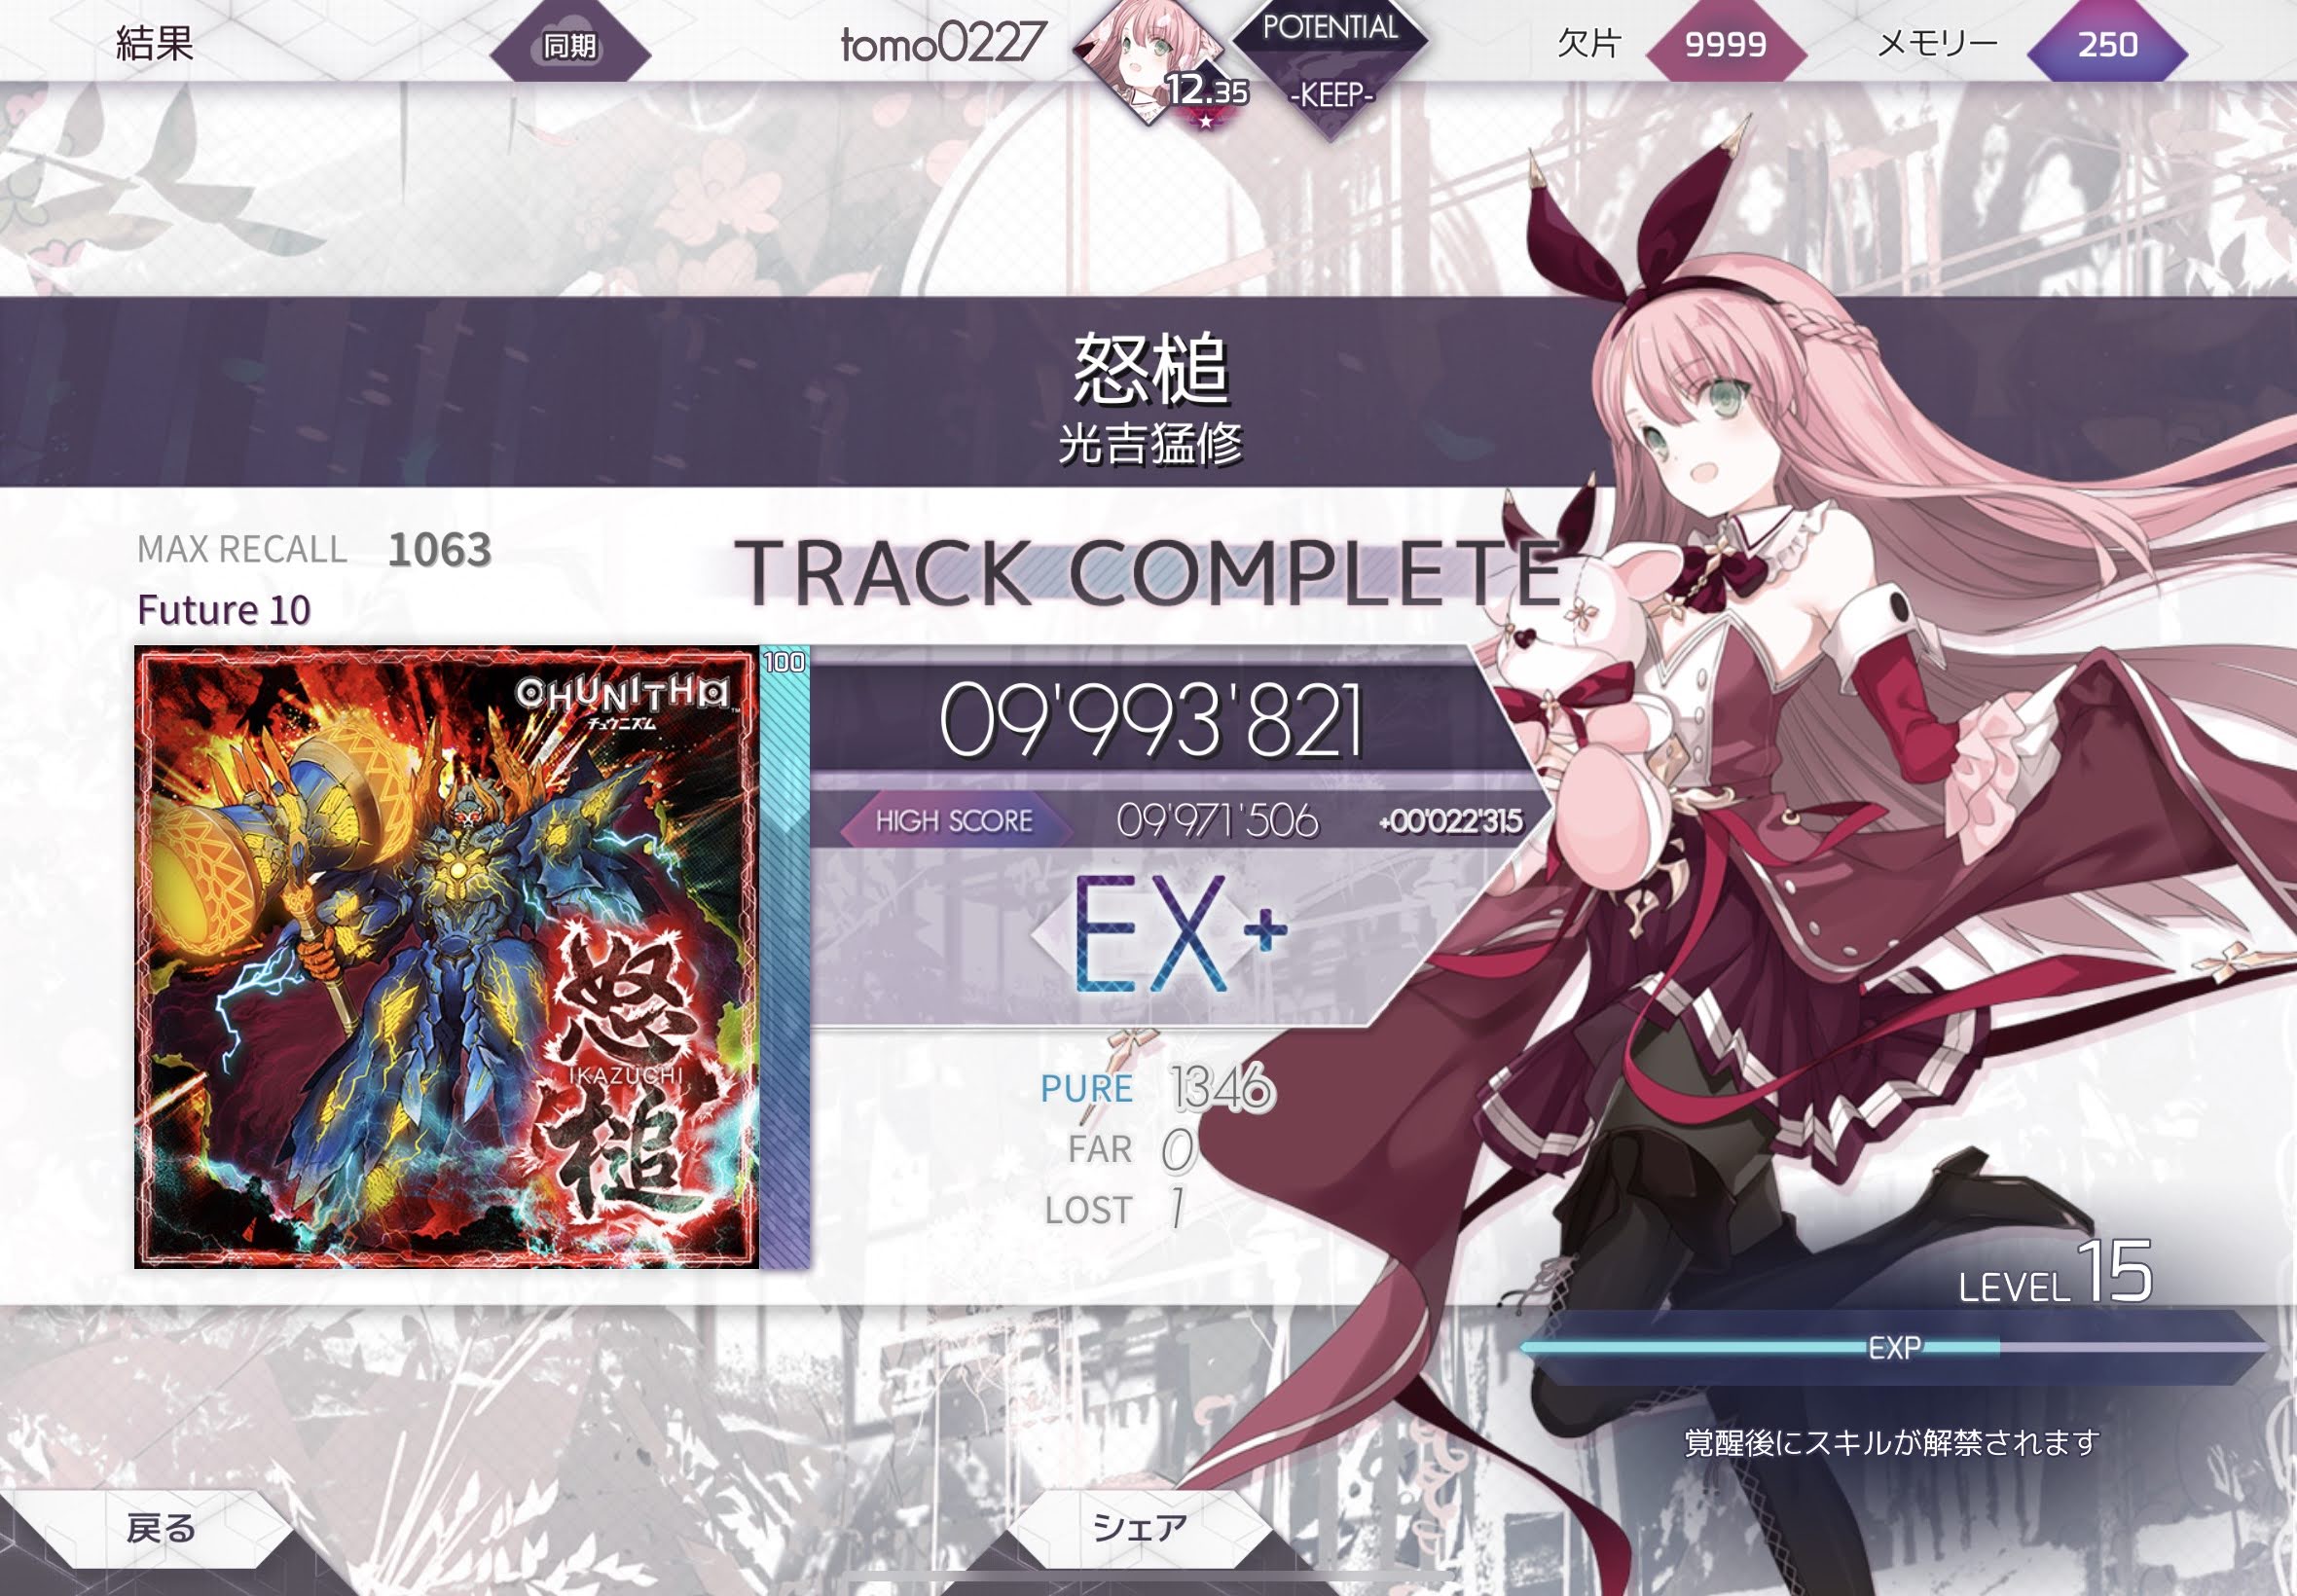 結果
同期
tomo0227
12.35
POTENTIAL
-KEEP-
欠片
9999
メモリー
250
怒槌
光吉猛修
MAX RECALL 1063
TRACK COMPLETE
Future 10
100
CHUNITHM
チュウニズム
怒槌
IKAZUCHI
09'993'821
HIGH SCORE 09'971'506 +00'022'315
EX+
PURE 1346
FAR 0
LOST 1
LEVEL 15
EXP
覚醒後にスキルが解禁されます
戻る
シェア